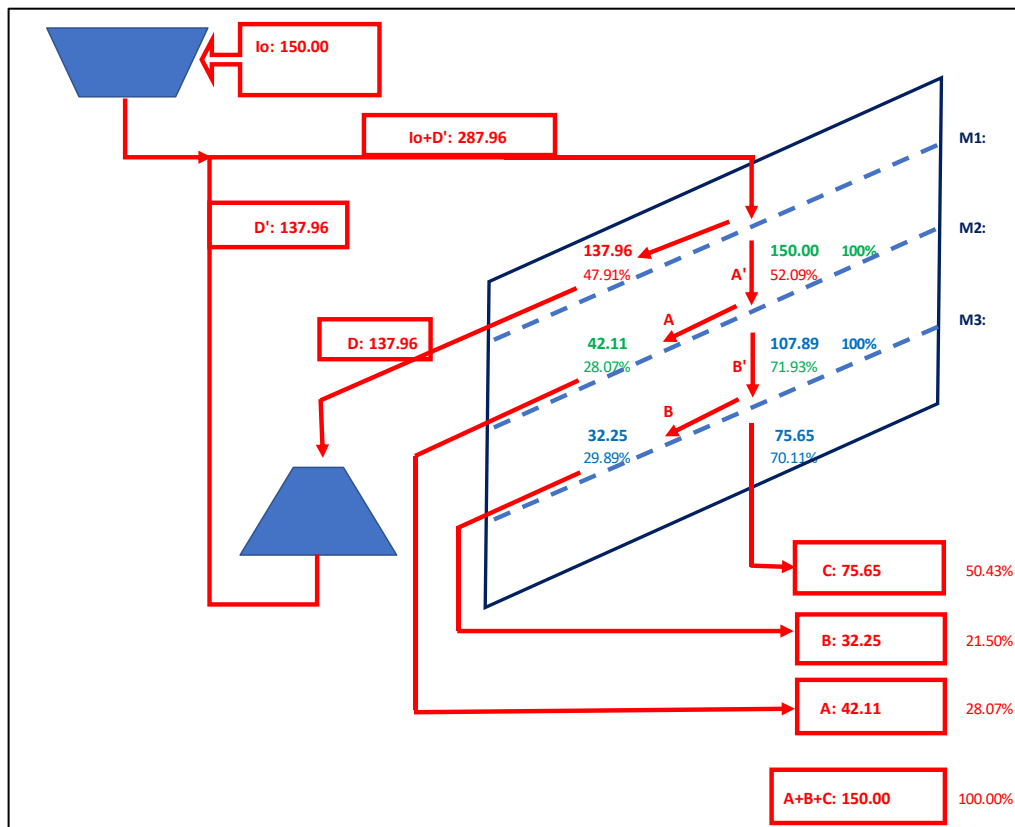 Io: 150.00
Io+D': 287.96
M1:
D': 137.96
M2:
137.96
150.00 100%
47.91%
A'
52.09%
M3:
A
D: 137.96
42.11
107.89 100%
28.07%
B'
71.93%
B
32.25
75.65
29.89%
70.11%
C: 75.65 50.43%
B: 32.25 21.50%
A: 42.11 28.07%
A+B+C: 150.00 100.00%